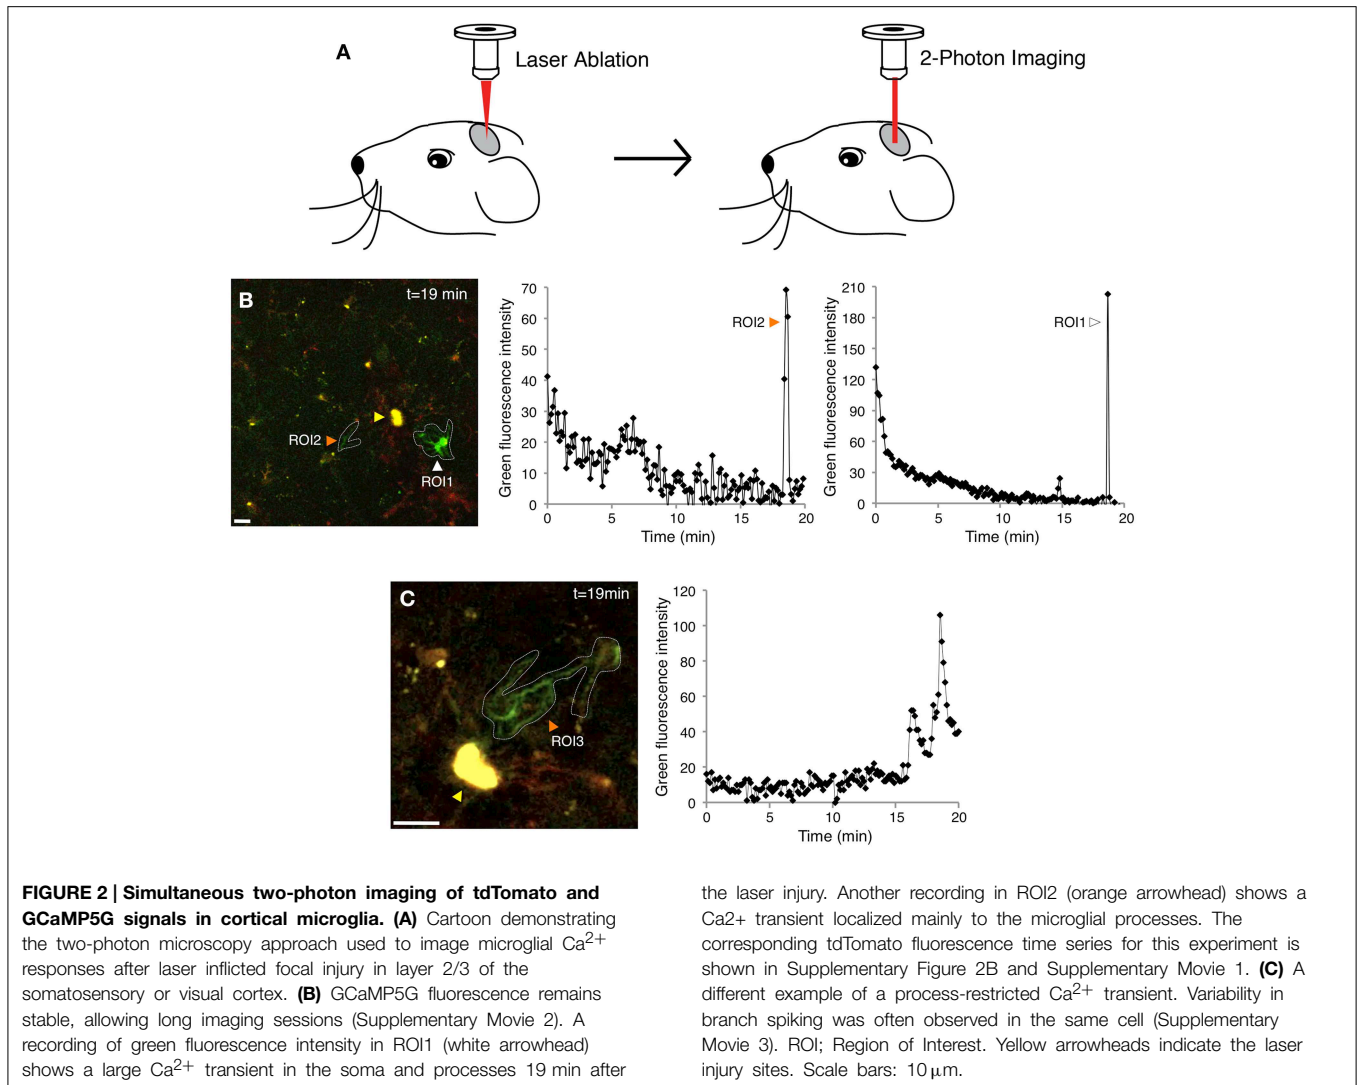 A
Laser Ablation
2-Photon Imaging
B
t=19 min
ROI2
ROI1
Green fluorescence intensity
70
60
50
40
30
20
10
0
ROI2
0 5 10 15 20
Time (min)
Green fluorescence intensity
210
180
150
120
90
60
30
0
ROI1
0 5 10 15 20
Time (min)
C
t=19min
ROI3
Green fluorescence intensity
120
100
80
60
40
20
0
0 5 10 15 20
Time (min)
FIGURE 2 | Simultaneous two-photon imaging of tdTomato and
GCaMP5G signals in cortical microglia. (A) Cartoon demonstrating
the two-photon microscopy approach used to image microglial Ca2+
responses after laser inflicted focal injury in layer 2/3 of the
somatosensory or visual cortex. (B) GCaMP5G fluorescence remains
stable, allowing long imaging sessions (Supplementary Movie 2). A
recording of green fluorescence intensity in ROI1 (white arrowhead)
shows a large Ca2+ transient in the soma and processes 19 min after
the laser injury. Another recording in ROI2 (orange arrowhead) shows a
Ca2+ transient localized mainly to the microglial processes. The
corresponding tdTomato fluorescence time series for this experiment is
shown in Supplementary Figure 2B and Supplementary Movie 1. (C) A
different example of a process-restricted Ca2+ transient. Variability in
branch spiking was often observed in the same cell (Supplementary
Movie 3). ROI; Region of Interest. Yellow arrowheads indicate the laser
injury sites. Scale bars: 10 µm.